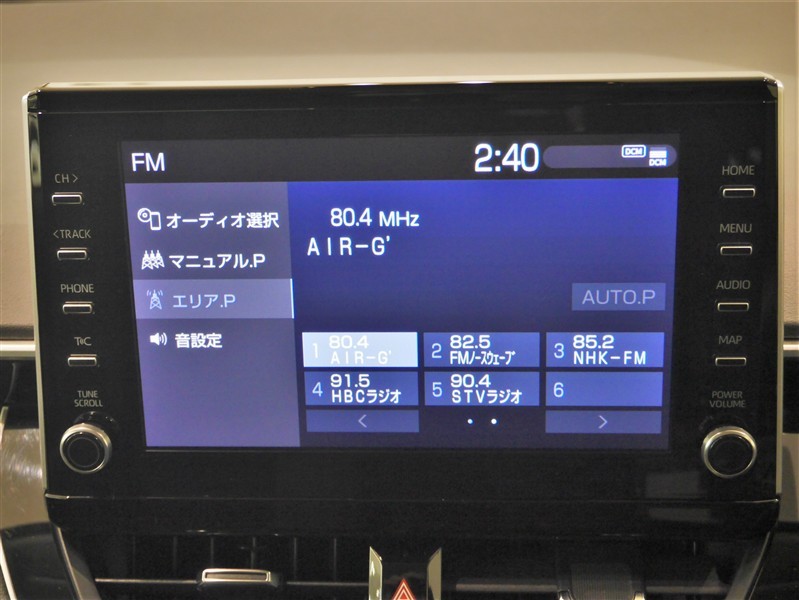 FM
2:40
DCM
DCM
CH >
< TRACK
PHONE
T℃
TUNE
SCROLL
オーディオ選択
マニュアル.P
エリア.P
音設定
80.4 MHz
AIR-G'
AUTO.P
1 80.4
AIR-G'
2 82.5
FMノースウェーブ
3 85.2
NHK-FM
4 91.5
HBCラジオ
5 90.4
STVラジオ
6
<
>
HOME
MENU
AUDIO
MAP
POWER
VOLUME